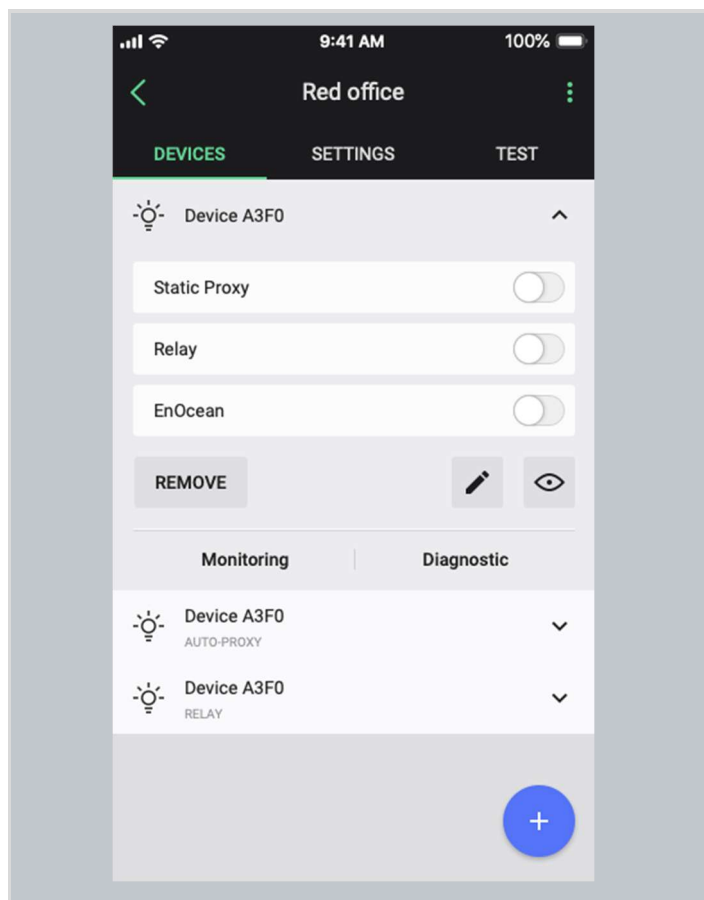 9:41 AM 100%
Red office
DEVICES SETTINGS TEST
Device A3F0
Static Proxy
Relay
EnOcean
REMOVE
Monitoring Diagnostic
Device A3F0
AUTO-PROXY
Device A3F0
RELAY